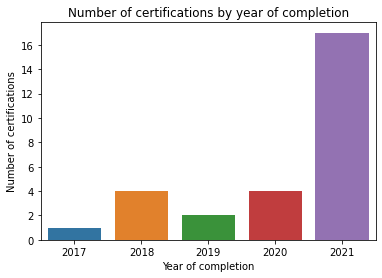 Number of certifications by year of completion
Number of certifications
16
14
12
10
8
6
4
2
0
2017 2018 2019 2020 2021
Year of completion